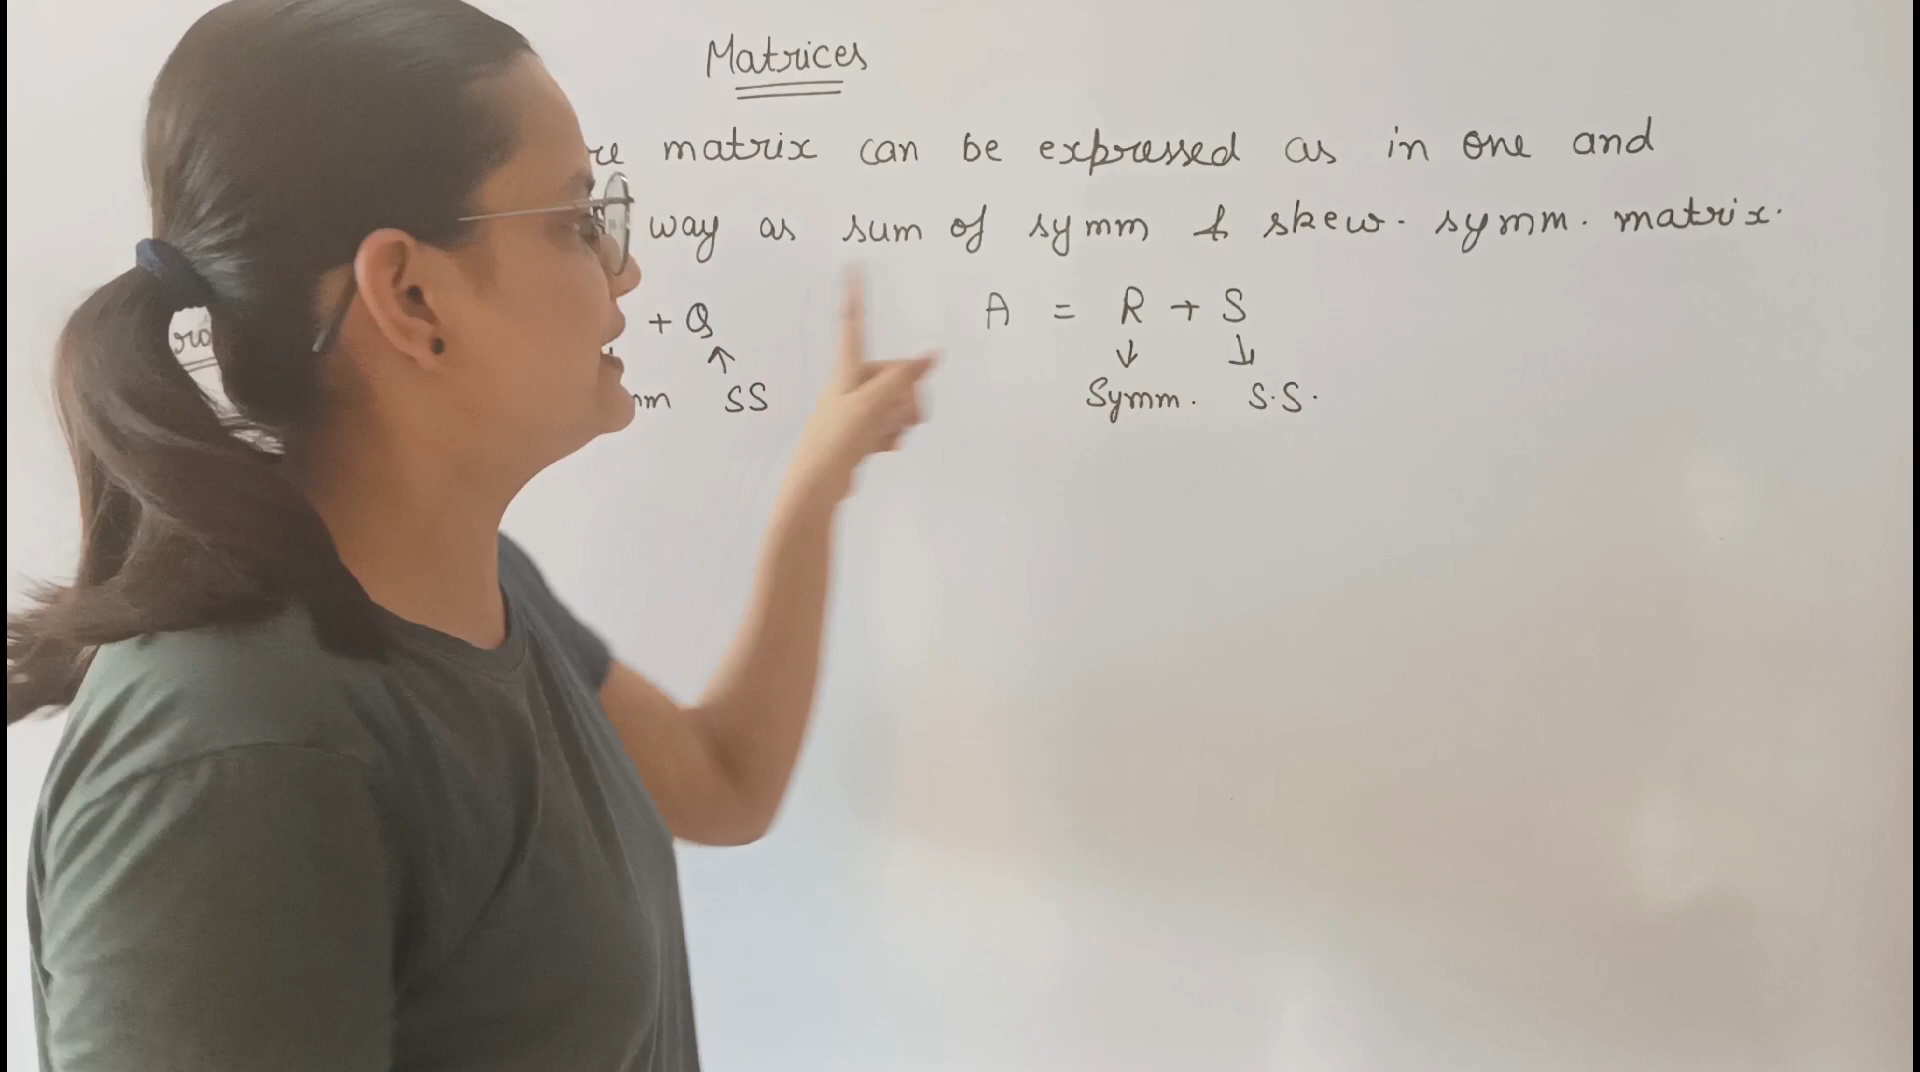 Matrices
matrix can be expressed as in one and
way as sum of symm & skew. symm. matrix.
+ Q A = R + S
↑ ↓ ↓
SS Symm. S.S.